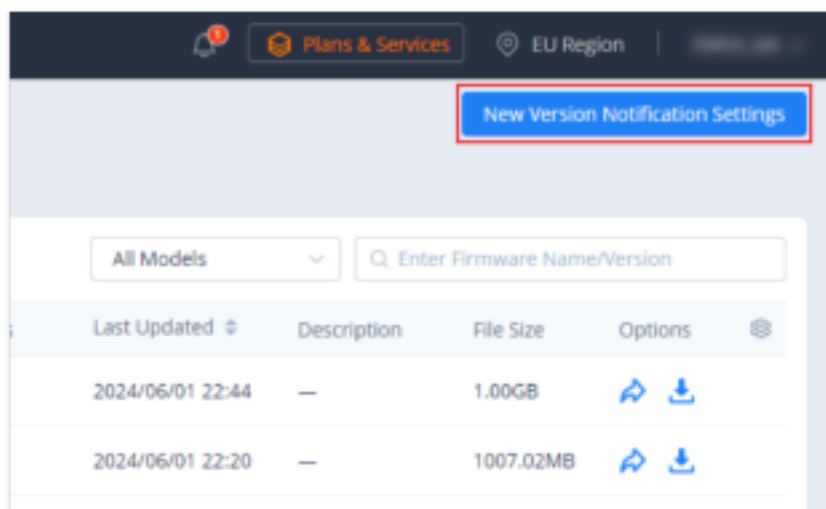 1
Plans & Services
EU Region
New Version Notification Settings
All Models
Enter Firmware Name/Version
s Last Updated Description File Size Options
2024/06/01 22:44 — 1.00GB
2024/06/01 22:20 — 1007.02MB